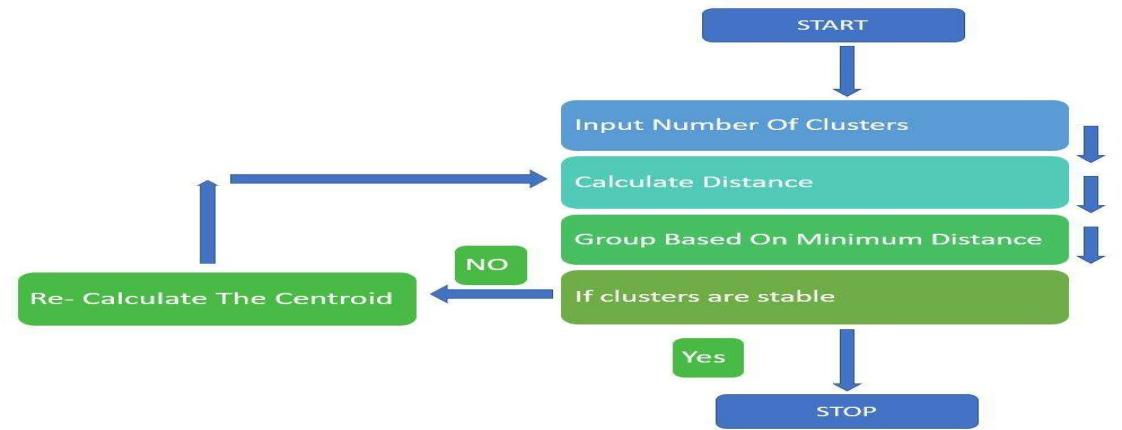 START
Input Number Of Clusters
Calculate Distance
Group Based On Minimum Distance
NO
Re- Calculate The Centroid
If clusters are stable
Yes
STOP